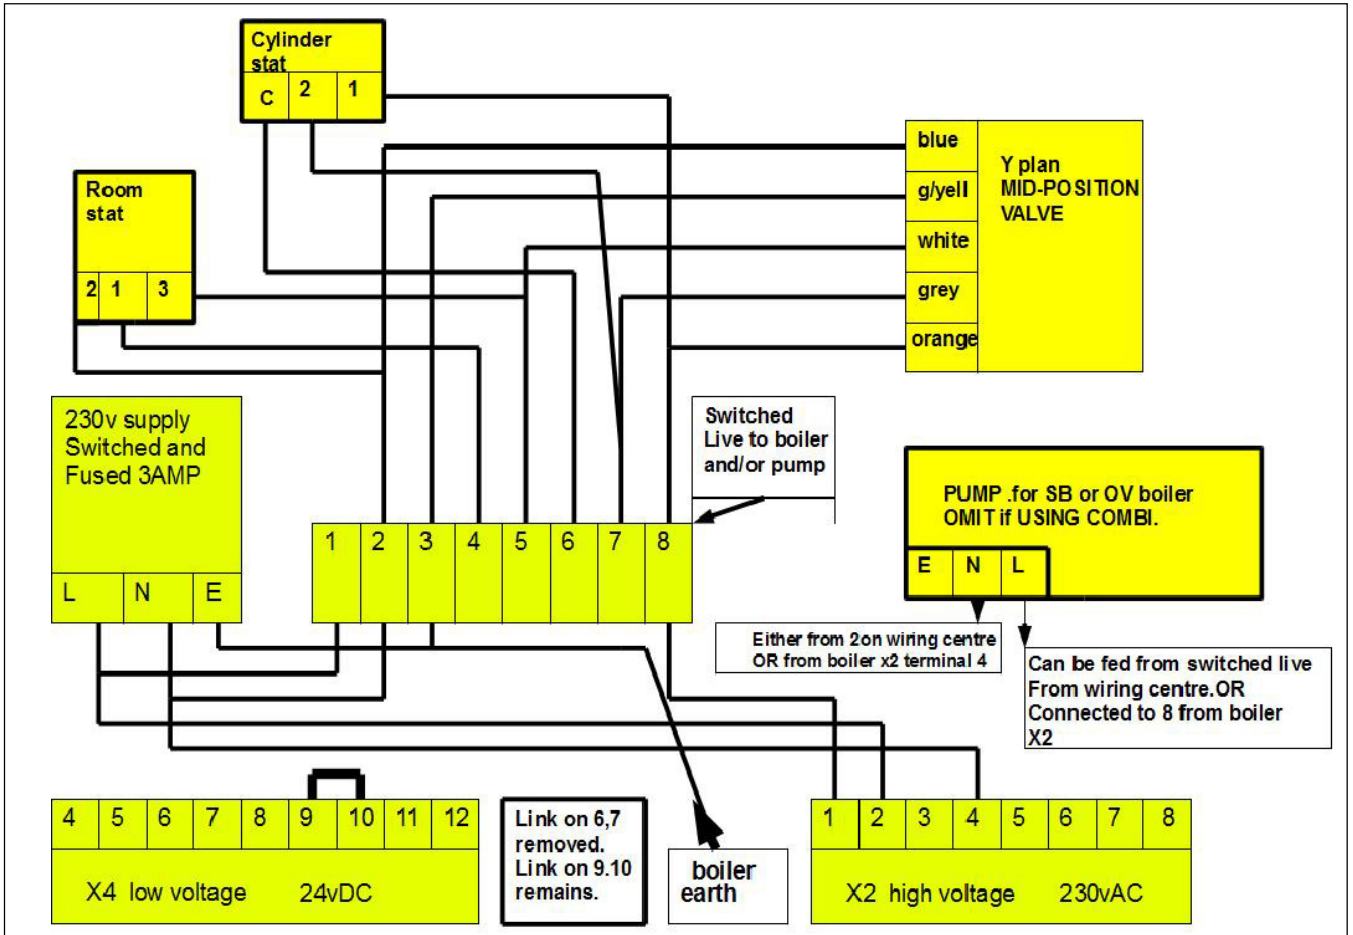 Cylinder
stat
C 2 1
Room
stat
2 1 3
blue
g/yell
white
grey
orange
Y plan
MID-POSITION
VALVE
230v supply
Switched and
Fused 3AMP
L N E
1 2 3 4 5 6 7 8
Switched
Live to boiler
and/or pump
PUMP .for SB or OV boiler
OMIT if USING COMBI.
E N L
Either from 2on wiring centre
OR from boiler x2 terminal 4
Can be fed from switched live
From wiring centre.OR
Connected to 8 from boiler
X2
4 5 6 7 8 9 10 11 12
X4 low voltage 24vDC
Link on 6,7
removed.
Link on 9.10
remains.
boiler
earth
1 2 3 4 5 6 7 8
X2 high voltage 230vAC